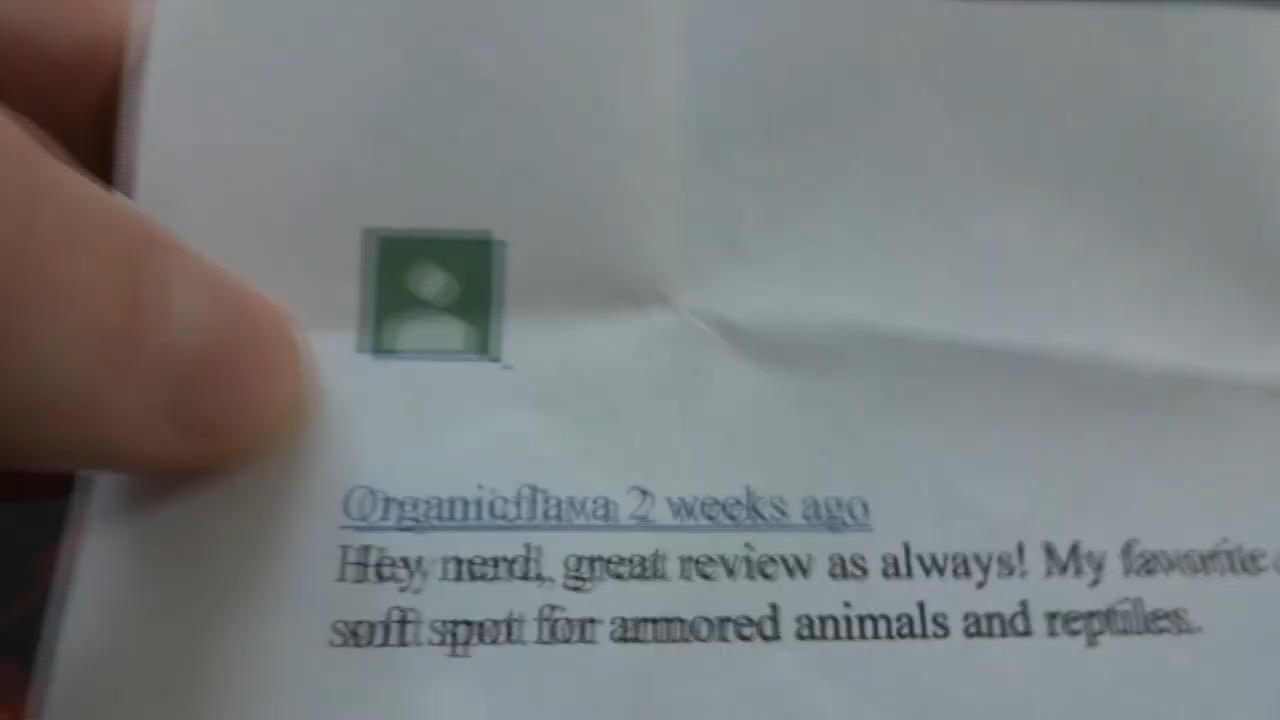 Organicflava 2 weeks ago
Hey nerd, great review as always! My favorite
soft spot for armored animals and reptiles.